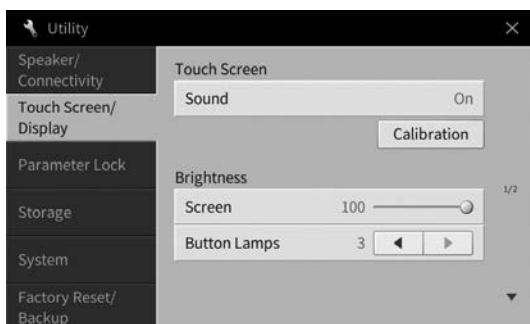 Utility
Speaker/
Connectivity
Touch Screen/
Display
Parameter Lock
Storage
System
Factory Reset/
Backup
Touch Screen
Sound On
Calibration
Brightness
Screen 100
Button Lamps 3
1/2